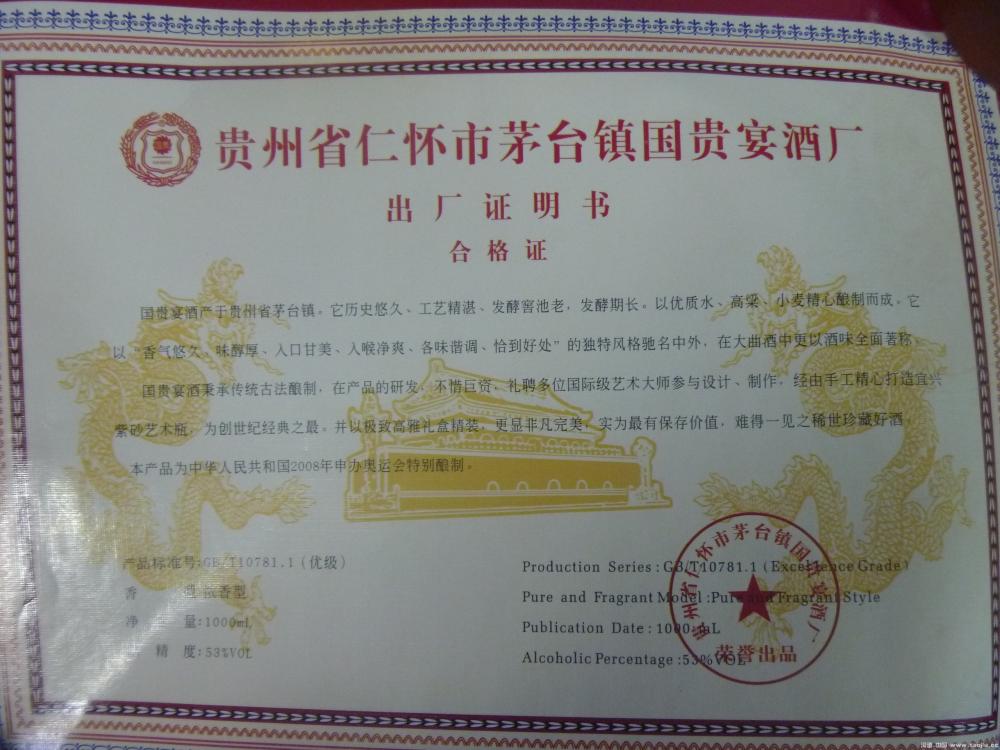 贵州省仁怀市茅台镇国贵宴酒厂
出厂证明书
合格证
国贵宴酒产于贵州省茅台镇。它历史悠久、工艺精湛、发酵窖池老，发酵期长。以优质水、高粱、小麦精心酿制而成。它
以“香气悠久、味醇厚、入口甘美、入喉净爽、各味谐调、恰到好处”的独特风格驰名中外，在大曲酒中更以酒味全面著称。
国贵宴酒秉承传统古法酿制，在产品的研发，不惜巨资，礼聘多位国际级艺术大师参与设计、制作，经由手工精心打造宜兴
紫砂艺术瓶，为创世纪经典之最。并以极致高雅礼盒精装，更显非凡完美，实为最有保存价值，难得一见之稀世珍藏好酒。
本产品为中华人民共和国2008年申办奥运会特别酿制。
产品标准号:GB/T10781.1(优级)
香 型 浓香型
净 量:1000mL
精 度:53%VOL
Production Series:GB/T10781.1(Excellence Grade)
Pure and Fragrant Model:Pure and Fragrant Style
Publication Date:1000mL
Alcoholic Percentage:53%VOL
贵州省仁怀市茅台镇国贵宴酒厂
荣誉出品